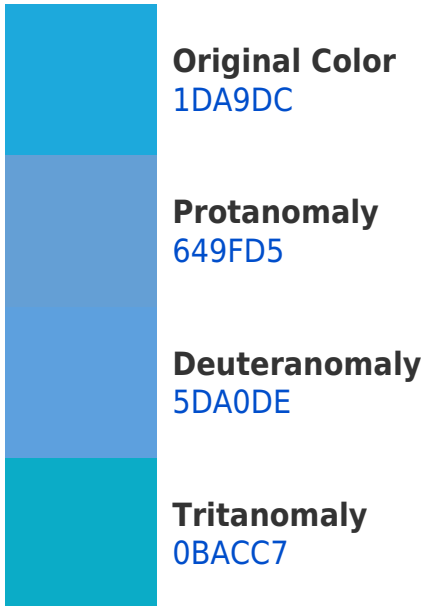 Original Color
1DA9DC
Protanomaly
649FD5
Deuteranomaly
5DA0DE
Tritanomaly
0BACC7